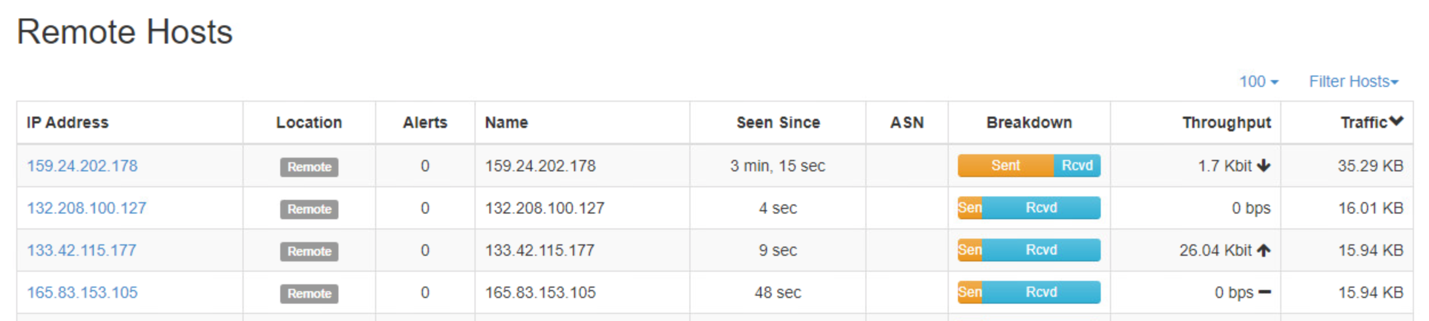 Remote Hosts
100 Filter Hosts
IP Address Location Alerts Name Seen Since ASN Breakdown Throughput Traffic
159.24.202.178 Remote 0 159.24.202.178 3 min, 15 sec Sent Rcvd 1.7 Kbit 35.29 KB
132.208.100.127 Remote 0 132.208.100.127 4 sec Sen Rcvd 0 bps 16.01 KB
133.42.115.177 Remote 0 133.42.115.177 9 sec Sen Rcvd 26.04 Kbit 15.94 KB
165.83.153.105 Remote 0 165.83.153.105 48 sec Sen Rcvd 0 bps 15.94 KB